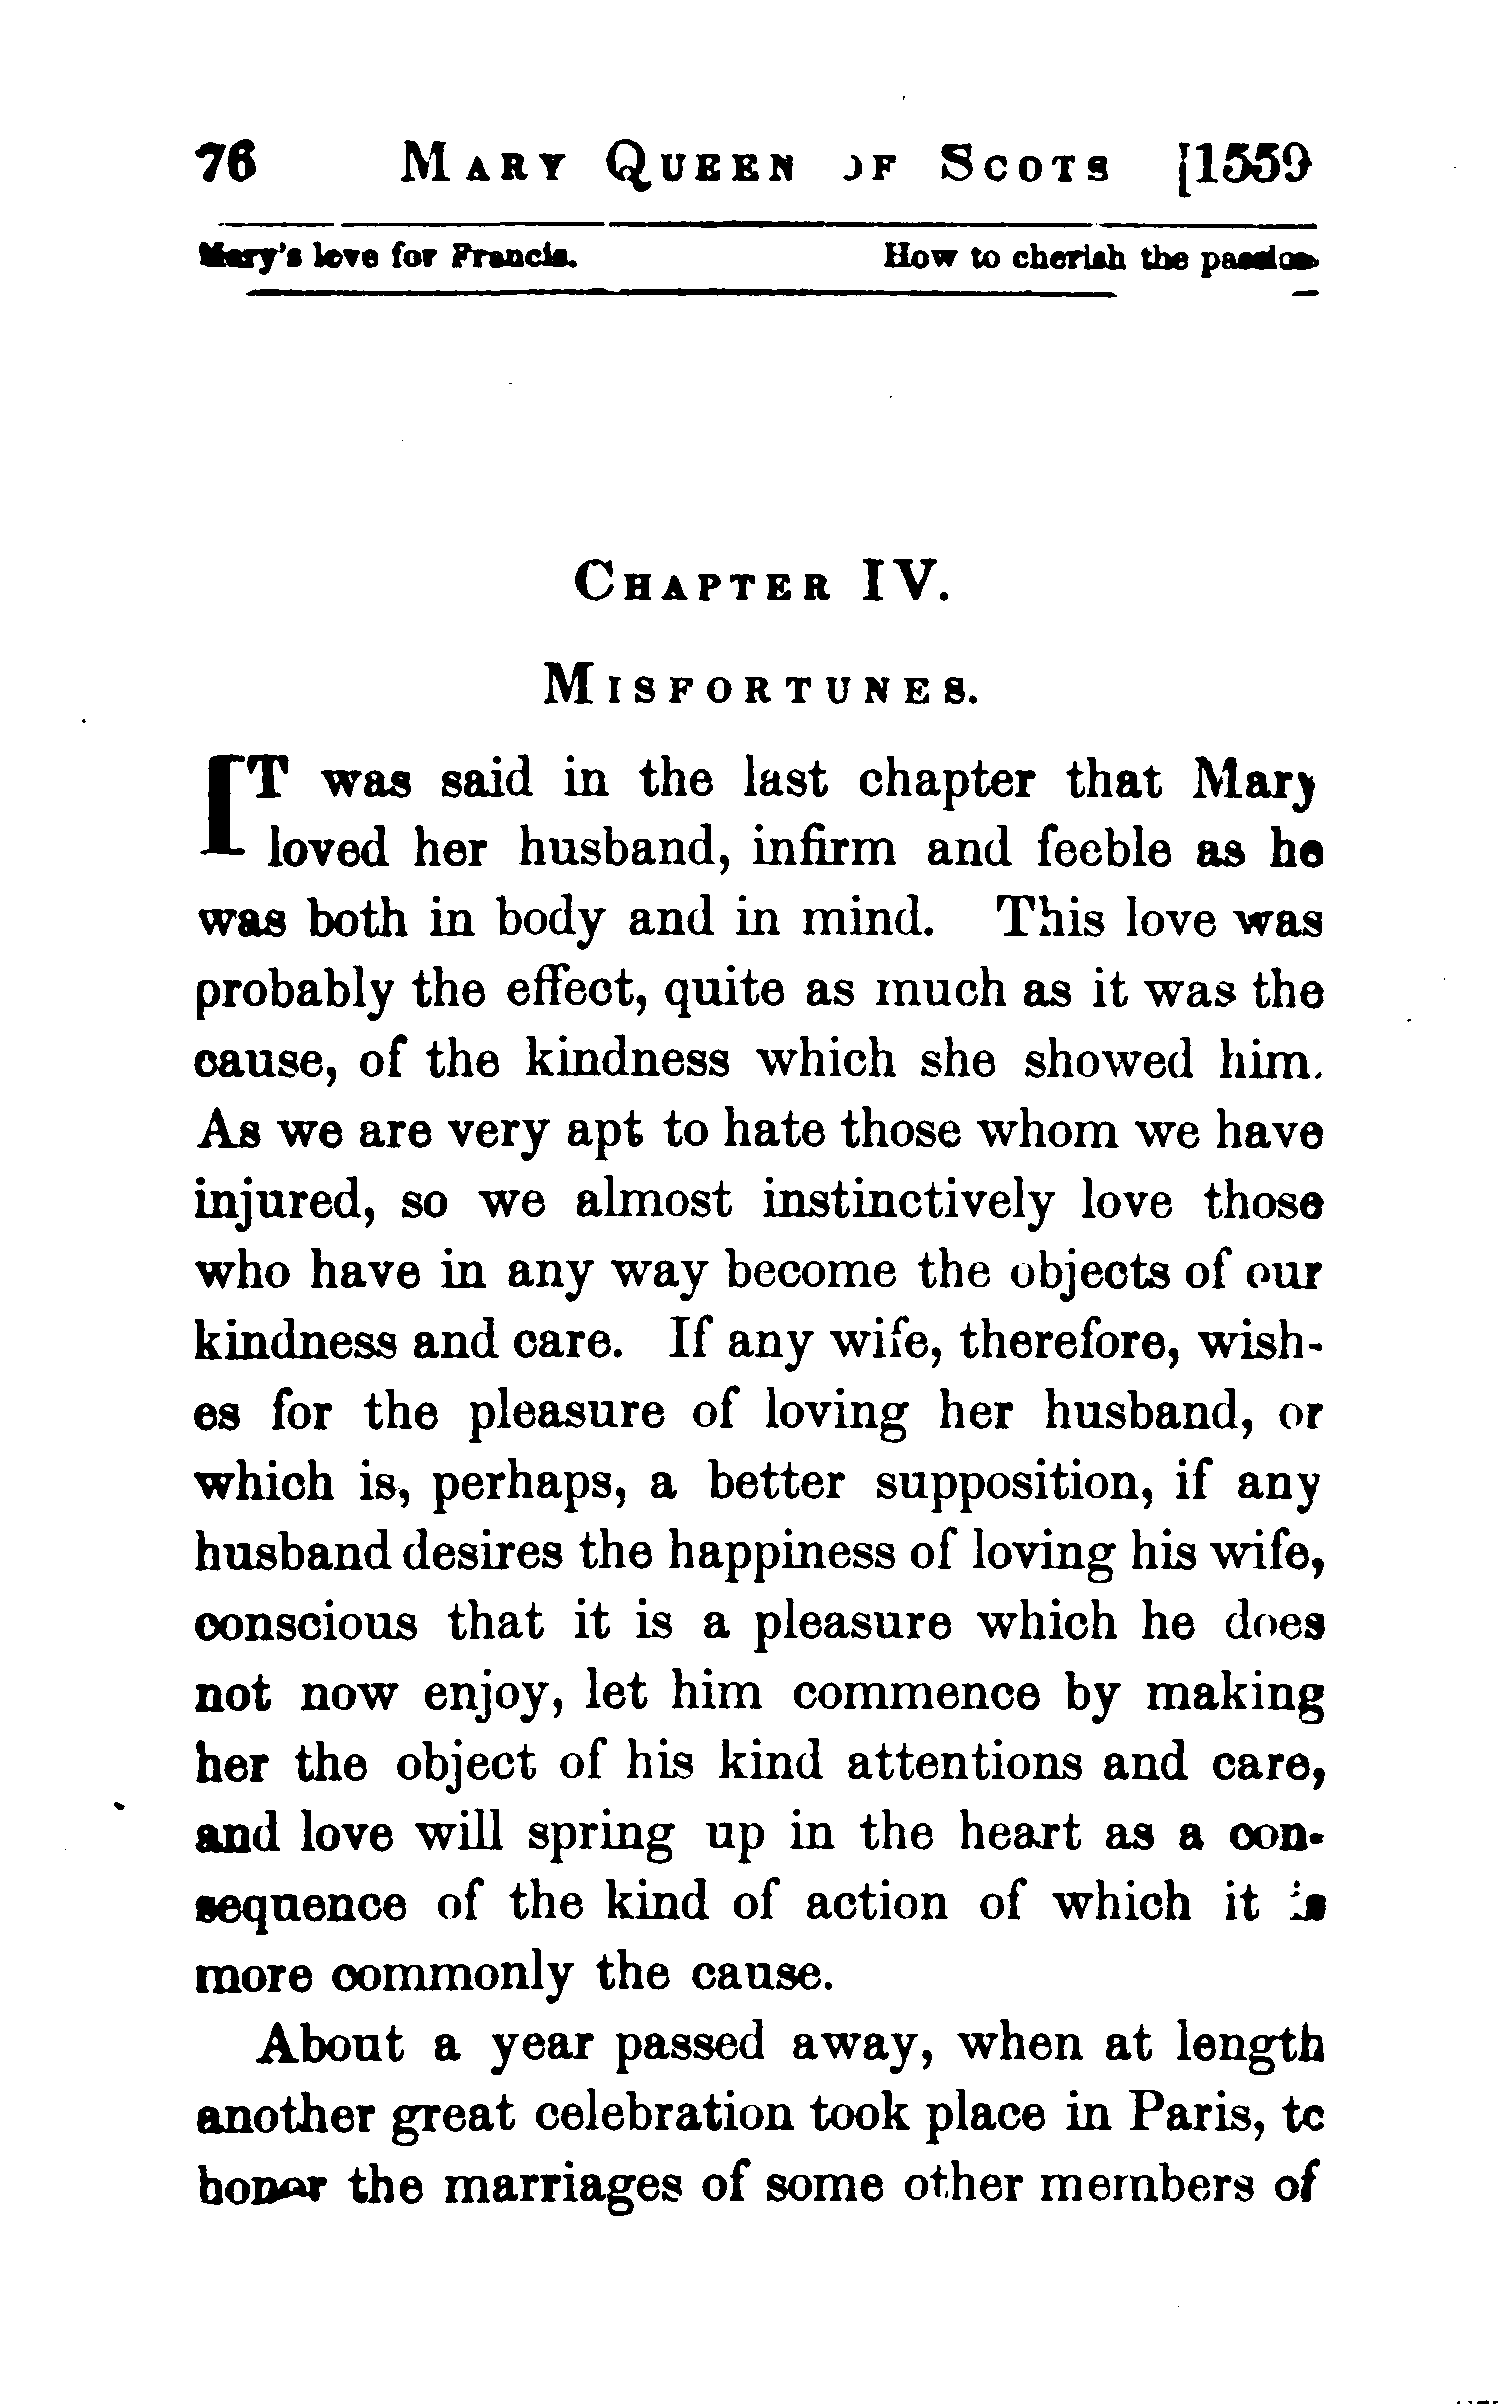 76 Mary Queen of Scots [1559
Mary's love for Francis. How to cherish the passion.
Chapter IV.
Misfortunes.
IT was said in the last chapter that Mary
loved her husband, infirm and feeble as he
was both in body and in mind. This love was
probably the effect, quite as much as it was the
cause, of the kindness which she showed him.
As we are very apt to hate those whom we have
injured, so we almost instinctively love those
who have in any way become the objects of our
kindness and care. If any wife, therefore, wish-
es for the pleasure of loving her husband, or
which is, perhaps, a better supposition, if any
husband desires the happiness of loving his wife,
conscious that it is a pleasure which he does
not now enjoy, let him commence by making
her the object of his kind attentions and care,
and love will spring up in the heart as a con-
sequence of the kind of action of which it is
more commonly the cause.
About a year passed away, when at length
another great celebration took place in Paris, to
honor the marriages of some other members of